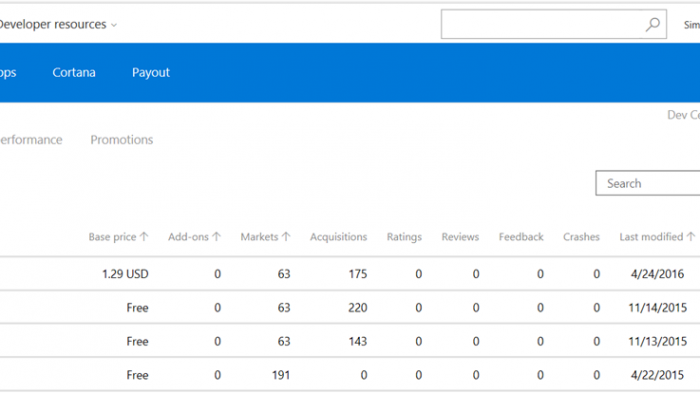 Developer resources Sim
Cortana Payout
Dev
Promotions
Search
Base price ↑ Add-ons ↑ Markets ↑ Acquisitions Ratings Reviews Feedback Crashes Last modified ↑
1.29 USD 0 63 175 0 0 0 0 4/24/2016
Free 0 63 220 0 0 0 0 11/14/2015
Free 0 63 143 0 0 0 0 11/13/2015
Free 0 191 0 0 0 0 0 4/22/2015